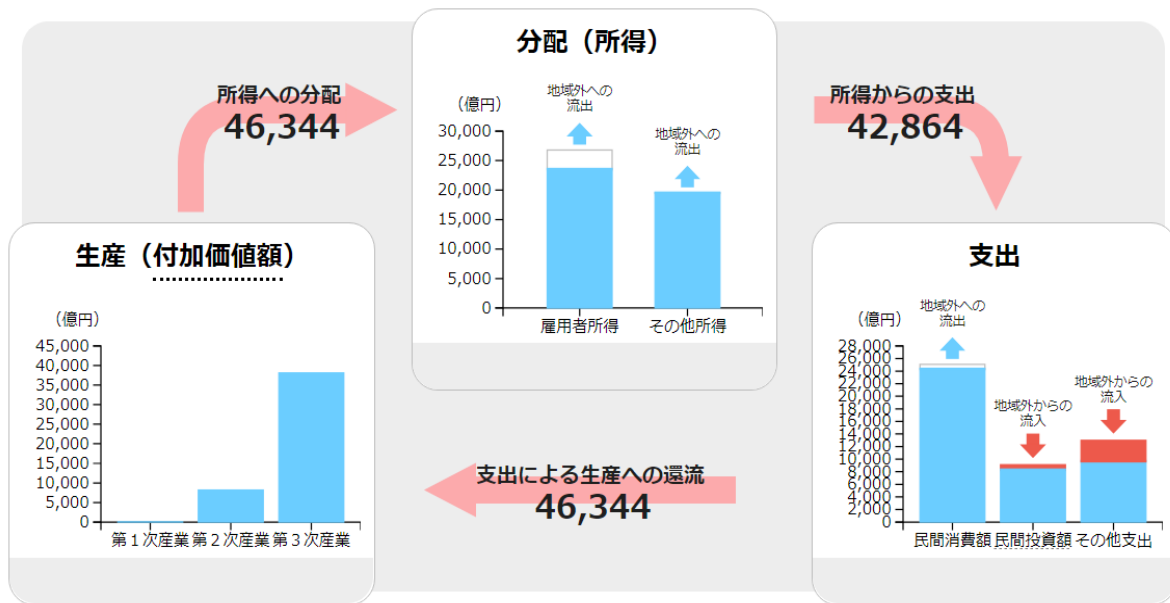 分配（所得）
所得への分配
46,344
（億円）
地域外への
流出
地域外への
流出
30,000
25,000
20,000
15,000
10,000
5,000
0
雇用者所得
その他所得
所得からの支出
42,864
生産（付加価値額）
（億円）
45,000
40,000
35,000
30,000
25,000
20,000
15,000
10,000
5,000
0
第１次産業
第２次産業
第３次産業
支出
（億円）
地域外への
流出
地域外からの
流入
地域外からの
流入
28,000
26,000
24,000
22,000
20,000
18,000
16,000
14,000
12,000
10,000
8,000
6,000
4,000
2,000
0
民間消費額
民間投資額
その他支出
支出による生産への還流
46,344